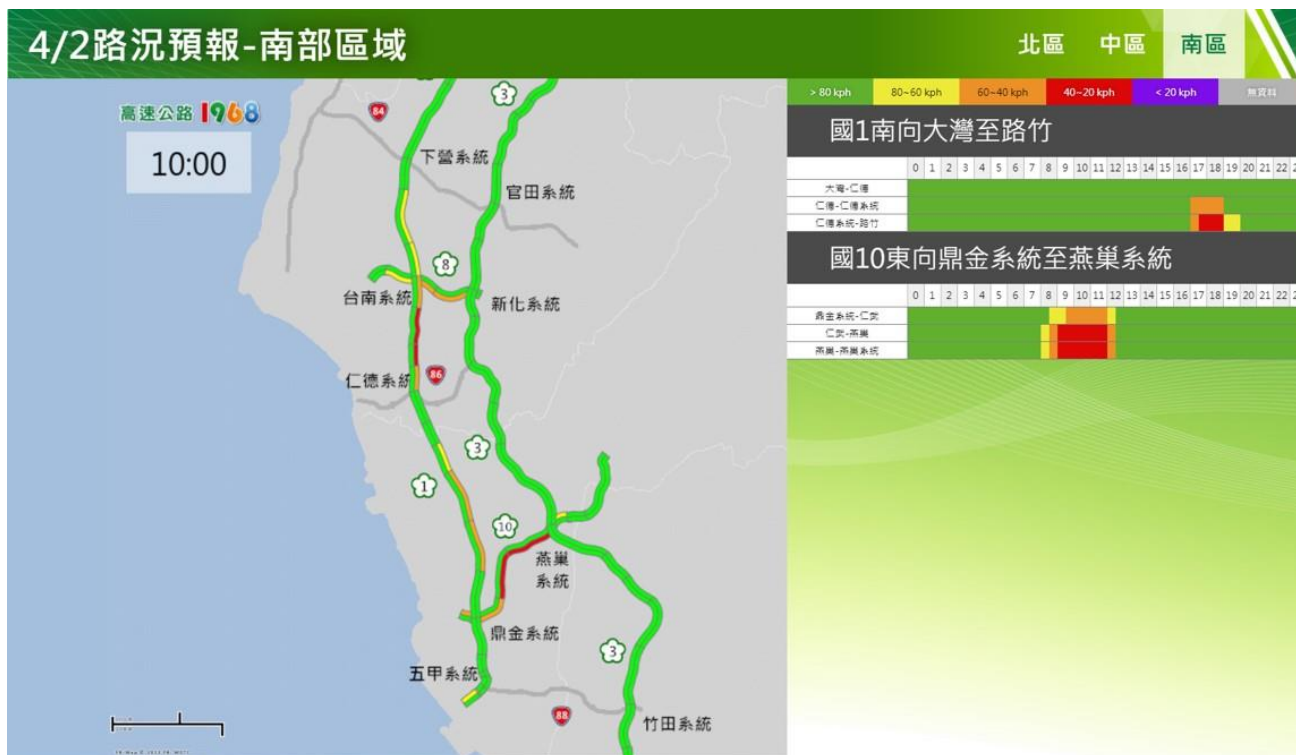 4/2路況預報-南部區域
北區 中區 南區
高速公路1968
10:00
84
3
下營系統
官田系統
8
台南系統
新化系統
仁德系統
86
3
1
10
燕巢
系統
鼎金系統
五甲系統
3
88
竹田系統
> 80 kph 80~60 kph 60~40 kph 40~20 kph < 20 kph 無資料
國1南向大灣至路竹
0 1 2 3 4 5 6 7 8 9 10 11 12 13 14 15 16 17 18 19 20 21 22
大灣-仁德
仁德-仁德系統
仁德系統-路竹
國10東向鼎金系統至燕巢系統
0 1 2 3 4 5 6 7 8 9 10 11 12 13 14 15 16 17 18 19 20 21 22
鼎金系統-仁武
仁武-燕巢
燕巢-燕巢系統